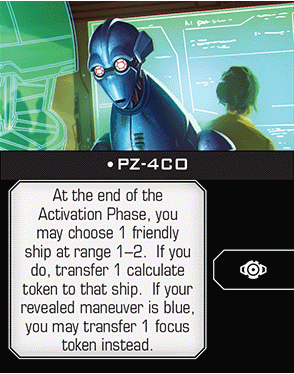 • PZ-4CO
At the end of the
Activation Phase, you
may choose 1 friendly
ship at range 1–2. If you
do, transfer 1 calculate
token to that ship. If your
revealed maneuver is blue,
you may transfer 1 focus
token instead.